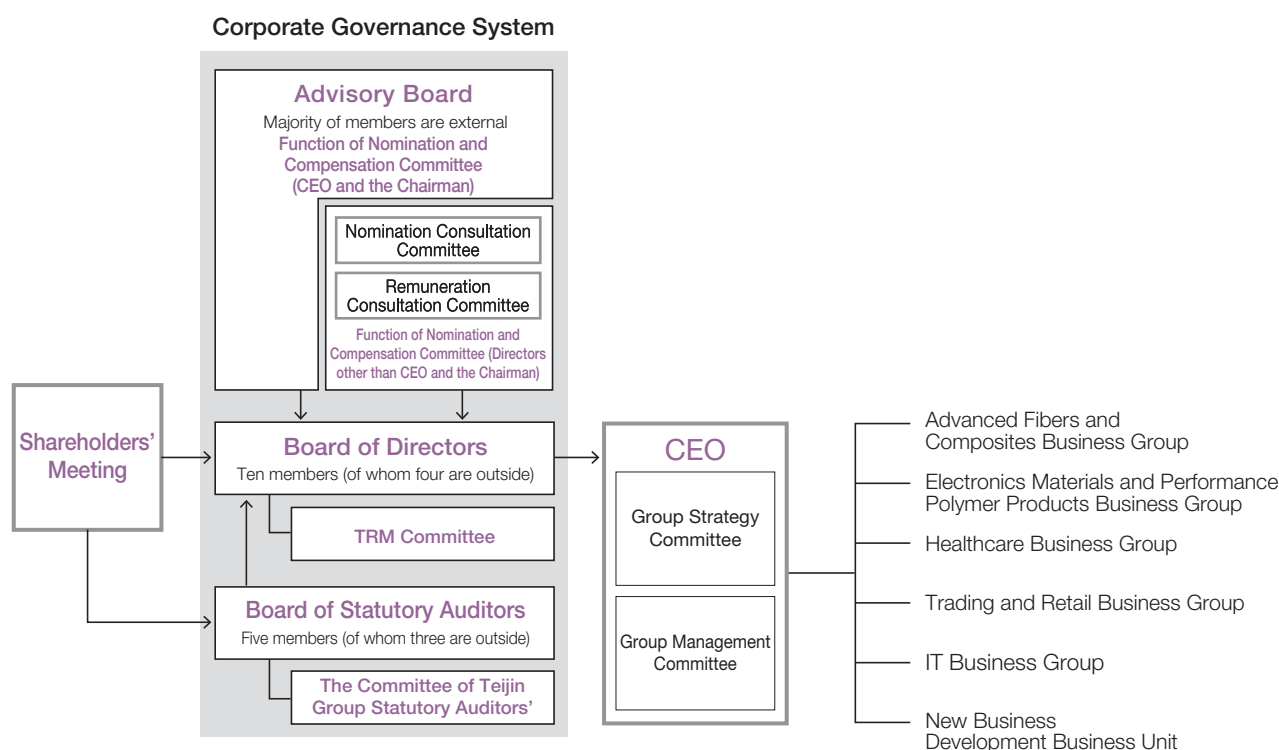 Corporate Governance System
Advisory Board
Majority of members are external
Function of Nomination and
Compensation Committee
(CEO and the Chairman)
Nomination Consultation
Committee
Remuneration
Consultation Committee
Function of Nomination and
Compensation Committee (Directors
other than CEO and the Chairman)
Shareholders'
Meeting
Board of Directors
Ten members (of whom four are outside)
TRM Committee
Board of Statutory Auditors
Five members (of whom three are outside)
The Committee of Teijin
Group Statutory Auditors'
CEO
Group Strategy
Committee
Group Management
Committee
Advanced Fibers and
Composites Business Group
Electronics Materials and Performance
Polymer Products Business Group
Healthcare Business Group
Trading and Retail Business Group
IT Business Group
New Business
Development Business Unit